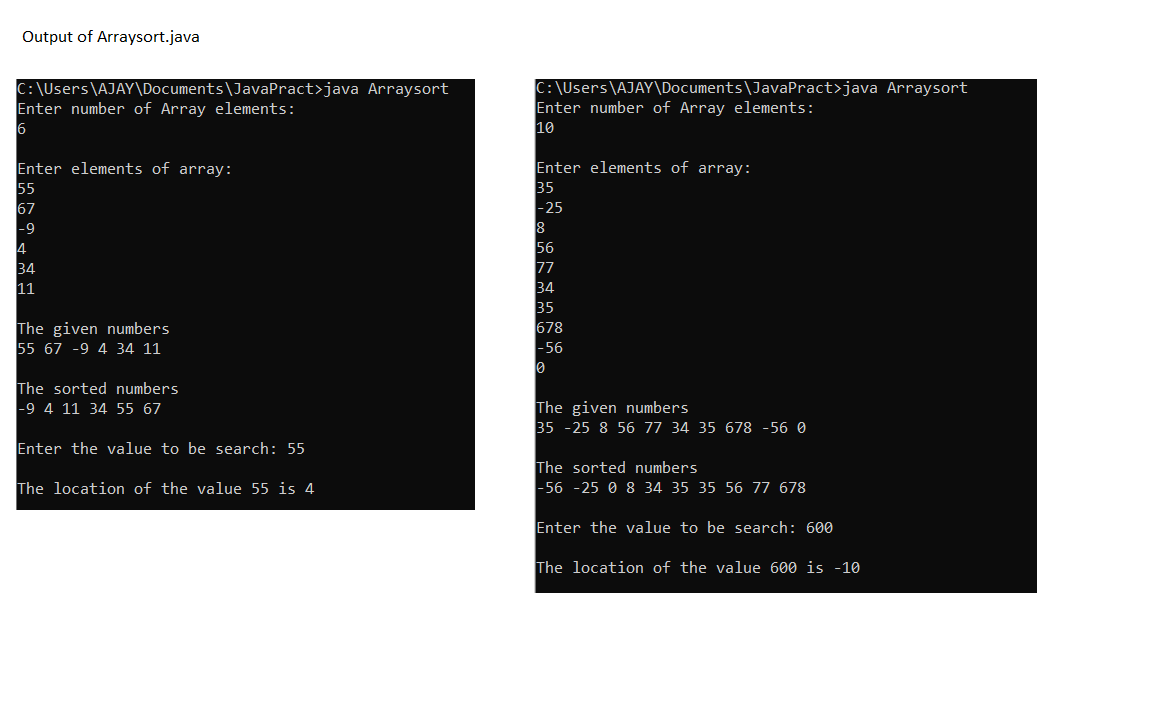 Output of Arraysort.java
C:\Users\AJAY\Documents\JavaPract>java Arraysort
Enter number of Array elements:
6
Enter elements of array:
55
67
-9
4
34
11
The given numbers
55 67 -9 4 34 11
The sorted numbers
-9 4 11 34 55 67
Enter the value to be search: 55
The location of the value 55 is 4
C:\Users\AJAY\Documents\JavaPract>java Arraysort
Enter number of Array elements:
10
Enter elements of array:
35
-25
8
56
77
34
35
678
-56
0
The given numbers
35 -25 8 56 77 34 35 678 -56 0
The sorted numbers
-56 -25 0 8 34 35 35 56 77 678
Enter the value to be search: 600
The location of the value 600 is -10